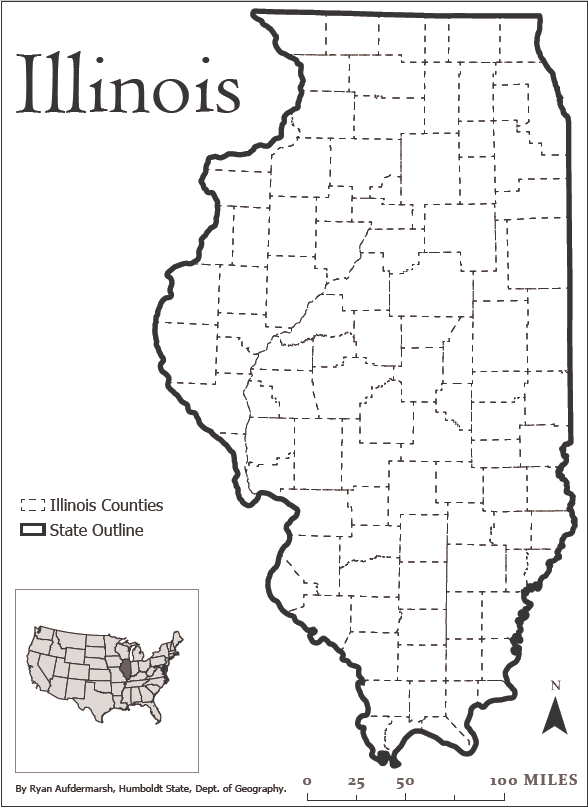 Illinois
Illinois Counties
State Outline
N
0 25 50 100 MILES
By Ryan Aufdermarsh, Humboldt State, Dept. of Geography.